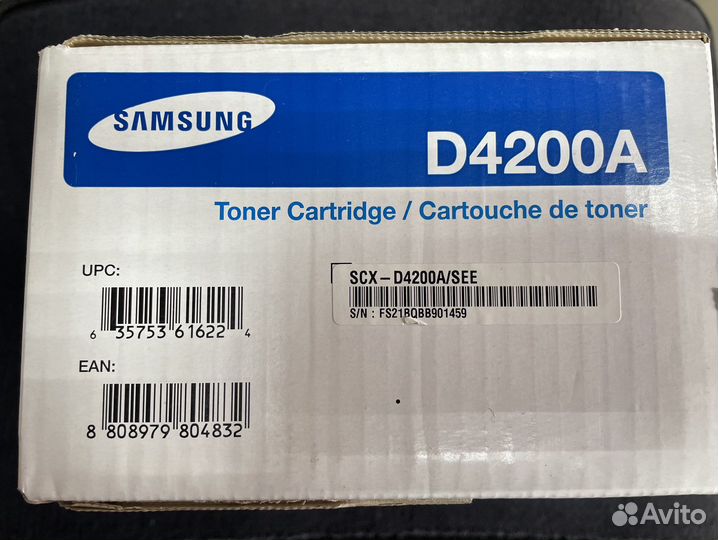 SAMSUNG
D4200A
Toner Cartridge / Cartouche de toner
UPC:
6 35753 61622 4
SCX-D4200A/SEE
S/N : FS21BQBB901459
EAN:
8 808979 804832
Avito